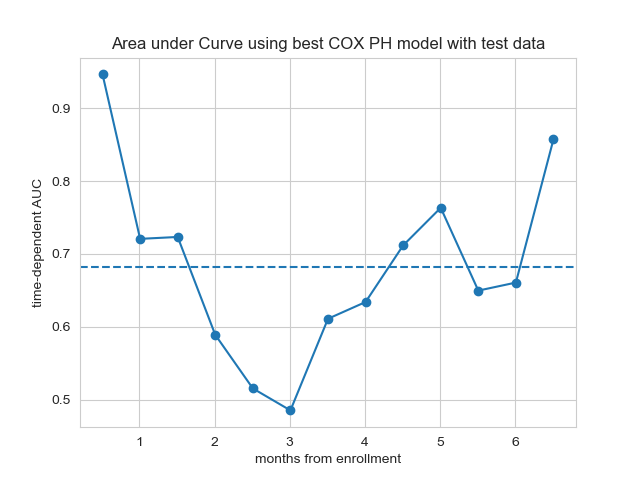 Area under Curve using best COX PH model with test data
time-dependent AUC
0.9
0.8
0.7
0.6
0.5
1 2 3 4 5 6
months from enrollment